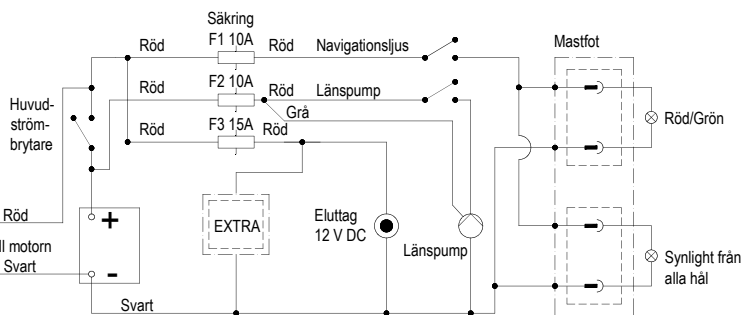 Säkring
Röd F1 10A Röd Navigationsljus
Mastfot
Röd F2 10A Röd Länspump
Huvud-
ström-
brytare
Grå
Röd F3 15A Röd
Röd/Grön
Röd
+
ll motorn
Svart
-
EXTRA
Eluttag
12 V DC
Länspump
Synlight från
alla hål
Svart